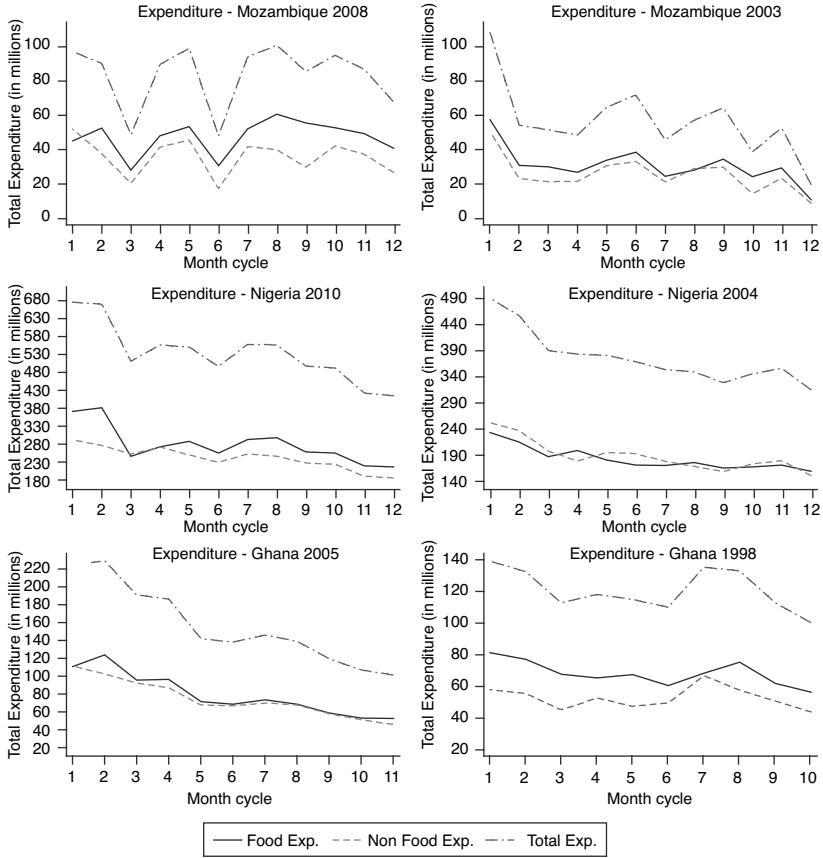 Expenditure - Mozambique 2008
Total Expenditure (in millions)
100
80
60
40
20
0
1 2 3 4 5 6 7 8 9 10 11 12
Month cycle
Expenditure - Mozambique 2003
Total Expenditure (in millions)
100
80
60
40
20
0
1 2 3 4 5 6 7 8 9 10 11 12
Month cycle
Expenditure - Nigeria 2010
Total Expenditure (in millions)
680
630
580
530
480
430
380
330
280
230
180
1 2 3 4 5 6 7 8 9 10 11 12
Month cycle
Expenditure - Nigeria 2004
Total Expenditure (in millions)
490
440
390
340
240
190
140
1 2 3 4 5 6 7 8 9 10 11 12
Month cycle
Expenditure - Ghana 2005
Total Expenditure (in millions)
220
200
180
160
140
120
100
80
60
40
20
1 2 3 4 5 6 7 8 9 10 11
Month cycle
Expenditure - Ghana 1998
Total Expenditure (in millions)
140
120
100
80
60
40
20
1 2 3 4 5 6 7 8 9 10
Month cycle
Food Exp. Non Food Exp. Total Exp.